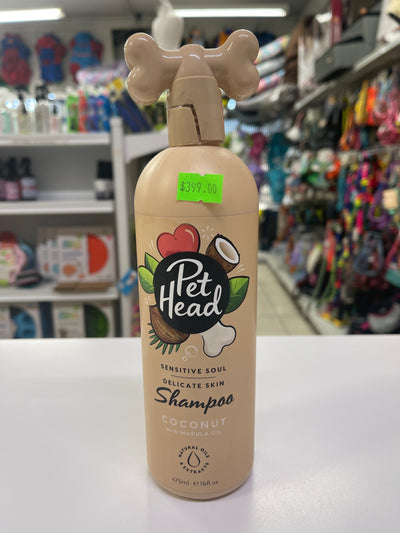 $399.00
Pet
Head
SENSITIVE SOUL
DELICATE SKIN
Shampoo
COCONUT
WITH MARULA OIL
NATURAL OILS
& EXTRACTS
475ml e 16fl oz